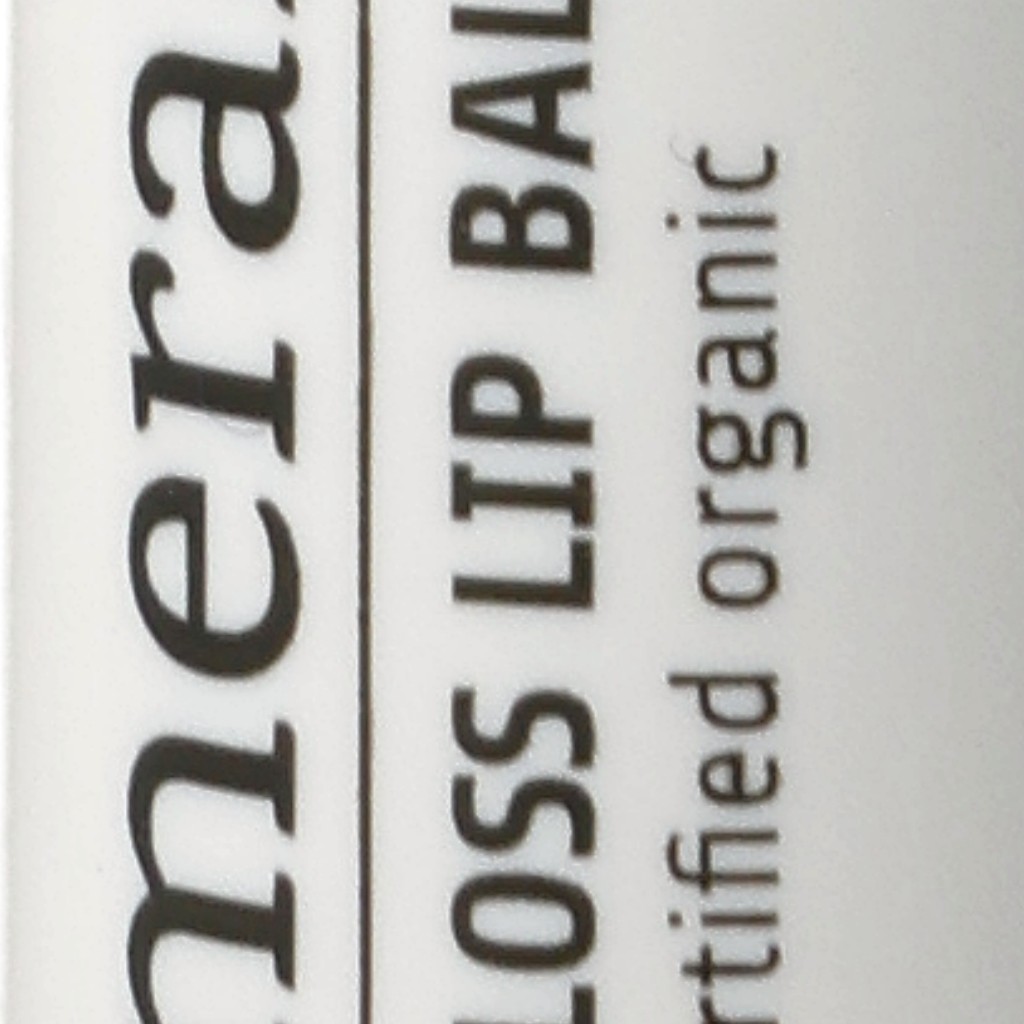 mera
LOSS LIP BAL
rtified organic